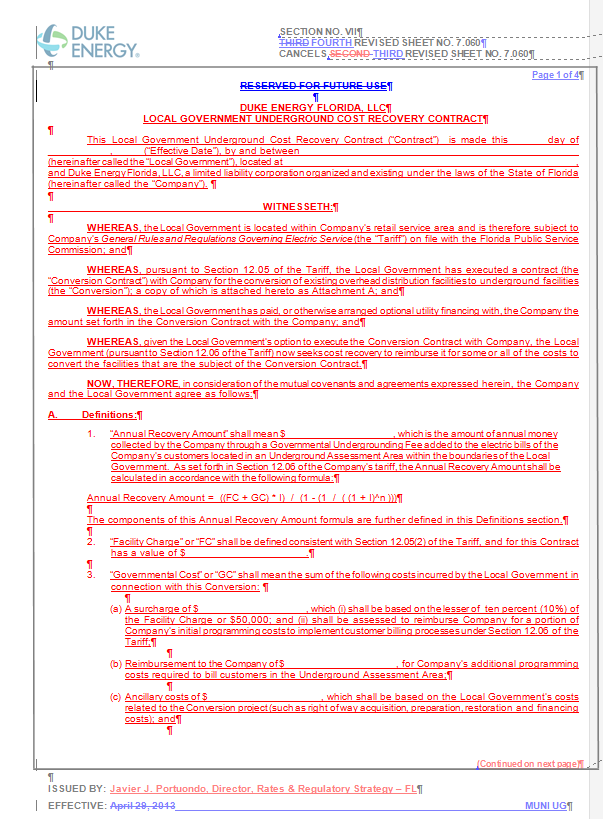 DUKE
ENERGY®
SECTION NO. VII¶
THIRD FOURTH REVISED SHEET NO. 7.060¶
CANCELS SECOND THIRD REVISED SHEET NO. 7.060¶
¶
Page 1 of 4¶
RESERVED FOR FUTURE USE¶
¶
DUKE ENERGY FLORIDA, LLC¶
LOCAL GOVERNMENT UNDERGROUND COST RECOVERY CONTRACT¶
¶
This Local Government Underground Cost Recovery Contract ("Contract") is made this ______ day of
____________, ______ ("Effective Date"), by and between ____________
(hereinafter called the "Local Government"), located at ____________,
and Duke Energy Florida, LLC, a limited liability corporation organized and existing under the laws of the State of Florida
(hereinafter called the "Company"). ¶
¶
WITNESSETH:¶
¶
WHEREAS, the Local Government is located within Company's retail service area and is therefore subject to
Company's General Rules and Regulations Governing Electric Service (the "Tariff") on file with the Florida Public Service
Commission; and¶
WHEREAS, pursuant to Section 12.05 of the Tariff, the Local Government has executed a contract (the
"Conversion Contract") with Company for the conversion of existing overhead distribution facilities to underground facilities
(the "Conversion"); a copy of which is attached hereto as Attachment A; and¶
WHEREAS, the Local Government has paid, or otherwise arranged optional utility financing with, the Company the
amount set forth in the Conversion Contract with the Company; and¶
WHEREAS, given the Local Government's option to execute the Conversion Contract with Company, the Local
Government (pursuant to Section 12.06 of the Tariff) now seeks cost recovery to reimburse it for some or all of the costs to
convert the facilities that are the subject of the Conversion Contract.¶
NOW, THEREFORE, in consideration of the mutual covenants and agreements expressed herein, the Company
and the Local Government agree as follows:¶
A. Definitions:¶
1. "Annual Recovery Amount" shall mean $____________, which is the amount of annual money
collected by the Company through a Governmental Undergrounding Fee added to the electric bills of the
Company's customers located in an Underground Assessment Area within the boundaries of the Local
Government. As set forth in Section 12.06 of the Company's tariff, the Annual Recovery Amount shall be
calculated in accordance with the following formula:¶
Annual Recovery Amount = ((FC + GC) * I) / (1 - (1 / ( (1 + I)^n )))¶
¶
The components of this Annual Recovery Amount formula are further defined in this Definitions section.¶
¶
2. "Facility Charge" or "FC" shall be defined consistent with Section 12.05(2) of the Tariff, and for this Contract
has a value of $____________.¶
¶
3. "Governmental Cost" or "GC" shall mean the sum of the following costs incurred by the Local Government in
connection with this Conversion: ¶
¶
(a) A surcharge of $____________, which (i) shall be based on the lesser of ten percent (10%) of
the Facility Charge or $50,000; and (ii) shall be assessed to reimburse Company for a portion of
Company's initial programming costs to implement customer billing processes under Section 12.06 of the
Tariff;¶
¶
(b) Reimbursement to the Company of $____________, for Company's additional programming
costs required to bill customers in the Underground Assessment Area;¶
¶
(c) Ancillary costs of $____________, which shall be based on the Local Government's costs
related to the Conversion project (such as right of way acquisition, preparation, restoration and financing
costs); and¶
¶
(Continued on next page)¶
¶
ISSUED BY: Javier J. Portuondo, Director, Rates & Regulatory Strategy – FL¶
EFFECTIVE: April 29, 2013 MUNI UG¶